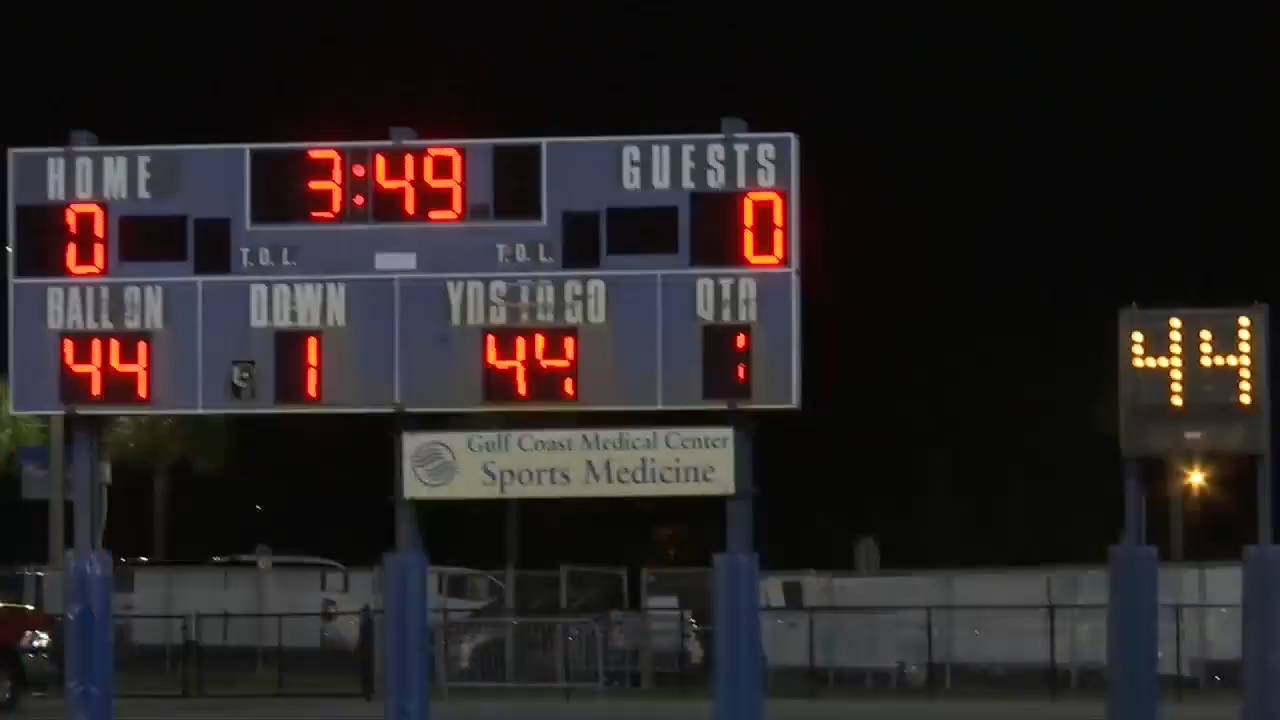 HOME 3:49 GUESTS
0 0
T.O.L. T.O.L.
BALL ON DOWN YDS TO GO QTR
44 1 44
44
Gulf Coast Medical Center
Sports Medicine